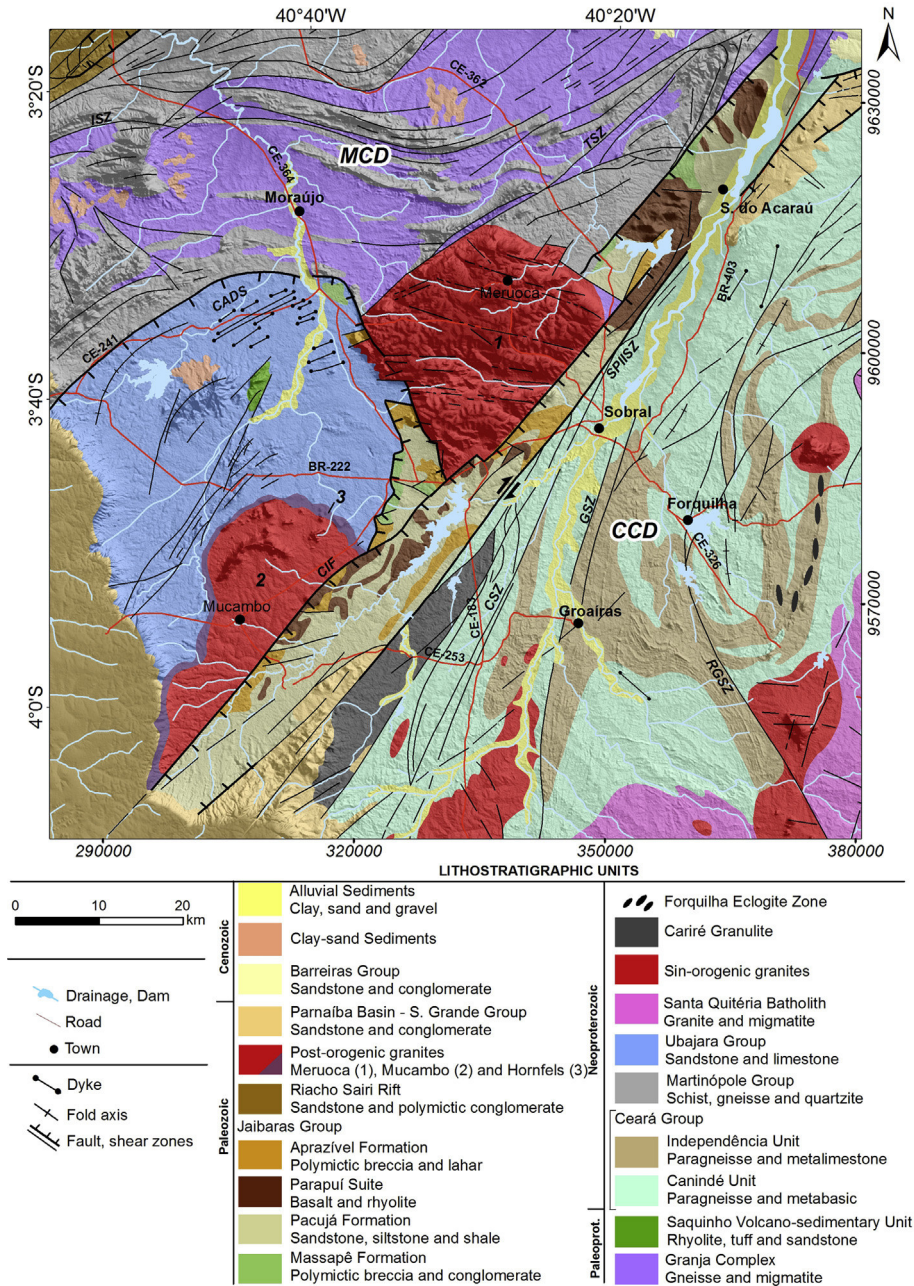 40°40'W
40°20'W
N
3°20'S
9630000
CE-362
ISZ
TSZ
MCD
CE-364
Moraújo
S. do Acaraú
Meruoca
1
BR-403
CADS
CE-241
SPIISZ
9600000
3°40'S
Sobral
BR-222
3
GSZ
Forquilha
CCD
CE-326
CIF
2
CSZ
Mucambo
CE-183
Groaíras
9570000
CE-253
RGSZ
4°0'S
290000
320000
350000
380000
LITHOSTRATIGRAPHIC UNITS
0 10 20
km
Drainage, Dam
Road
Town
Dyke
Fold axis
Fault, shear zones
Cenozoic
Alluvial Sediments
Clay, sand and gravel
Clay-sand Sediments
Barreiras Group
Sandstone and conglomerate
Paleozoic
Parnaíba Basin - S. Grande Group
Sandstone and conglomerate
Post-orogenic granites
Meruoca (1), Mucambo (2) and Hornfels (3)
Riacho Sairi Rift
Sandstone and polymictic conglomerate
Jaibaras Group
Aprazível Formation
Polymictic breccia and lahar
Parapuí Suite
Basalt and rhyolite
Pacujá Formation
Sandstone, siltstone and shale
Massapê Formation
Polymictic breccia and conglomerate
Neoproterozoic
Forquilha Eclogite Zone
Cariré Granulite
Sin-orogenic granites
Santa Quitéria Batholith
Granite and migmatite
Ubajara Group
Sandstone and limestone
Martinópole Group
Schist, gneisse and quartzite
Ceará Group
Independência Unit
Paragneisse and metalimestone
Canindé Unit
Paragneisse and metabasic
Paleoprot.
Saquinho Volcano-sedimentary Unit
Rhyolite, tuff and sandstone
Granja Complex
Gneisse and migmatite